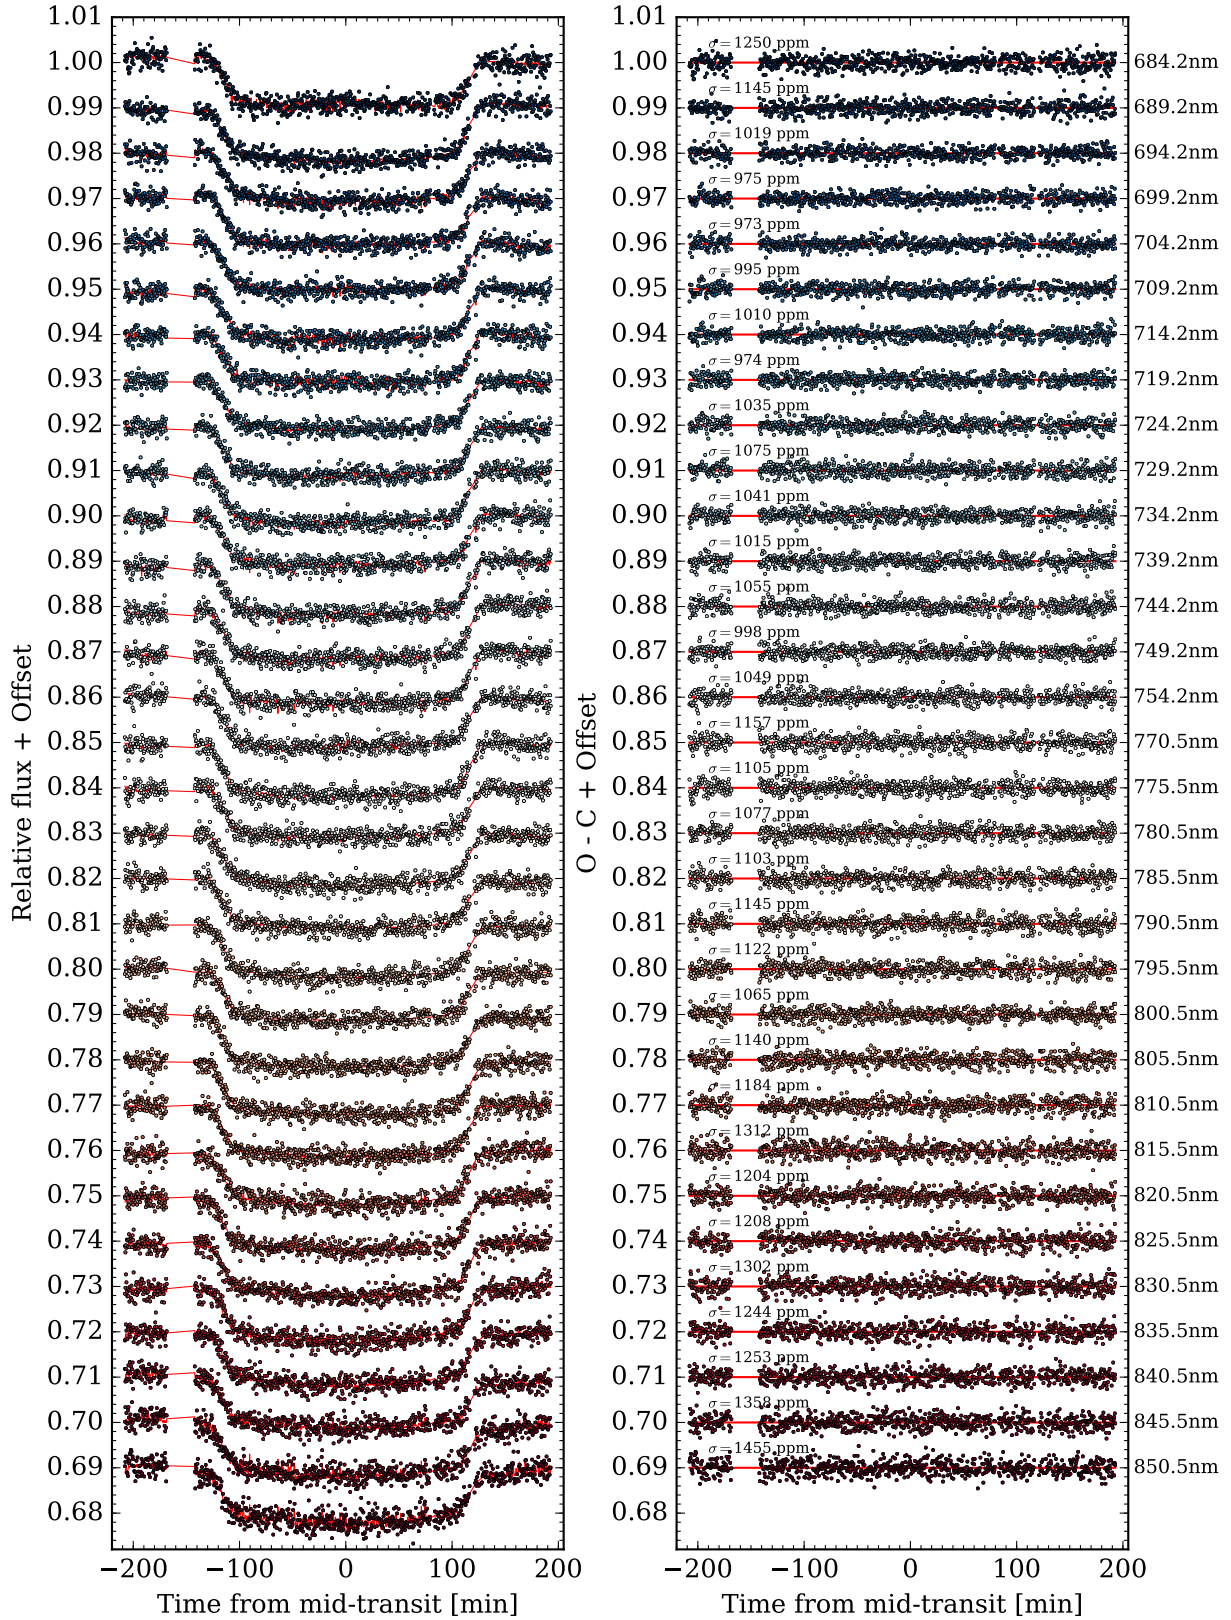 1.01
1.00
0.99
0.98
0.97
0.96
0.95
0.94
0.93
0.92
0.91
0.90
0.89
0.88
0.87
0.86
0.85
0.84
0.83
0.82
0.81
0.80
0.79
0.78
0.77
0.76
0.75
0.74
0.73
0.72
0.71
0.70
0.69
0.68
Relative flux + Offset
−200 −100 0 100 200
Time from mid-transit [min]
1.01
1.00
0.99
0.98
0.97
0.96
0.95
0.94
0.93
0.92
0.91
0.90
0.89
0.88
0.87
0.86
0.85
0.84
0.83
0.82
0.81
0.80
0.79
0.78
0.77
0.76
0.75
0.74
0.73
0.72
0.71
0.70
0.69
0.68
O - C + Offset
σ = 1250 ppm
σ = 1145 ppm
σ = 1019 ppm
σ = 975 ppm
σ = 973 ppm
σ = 995 ppm
σ = 1010 ppm
σ = 974 ppm
σ = 1035 ppm
σ = 1075 ppm
σ = 1041 ppm
σ = 1015 ppm
σ = 1055 ppm
σ = 998 ppm
σ = 1049 ppm
σ = 1157 ppm
σ = 1105 ppm
σ = 1077 ppm
σ = 1103 ppm
σ = 1145 ppm
σ = 1122 ppm
σ = 1065 ppm
σ = 1140 ppm
σ = 1184 ppm
σ = 1312 ppm
σ = 1204 ppm
σ = 1208 ppm
σ = 1302 ppm
σ = 1244 ppm
σ = 1253 ppm
σ = 1358 ppm
σ = 1455 ppm
684.2nm
689.2nm
694.2nm
699.2nm
704.2nm
709.2nm
714.2nm
719.2nm
724.2nm
729.2nm
734.2nm
739.2nm
744.2nm
749.2nm
754.2nm
770.5nm
775.5nm
780.5nm
785.5nm
790.5nm
795.5nm
800.5nm
805.5nm
810.5nm
815.5nm
820.5nm
825.5nm
830.5nm
835.5nm
840.5nm
845.5nm
850.5nm
−200 −100 0 100 200
Time from mid-transit [min]